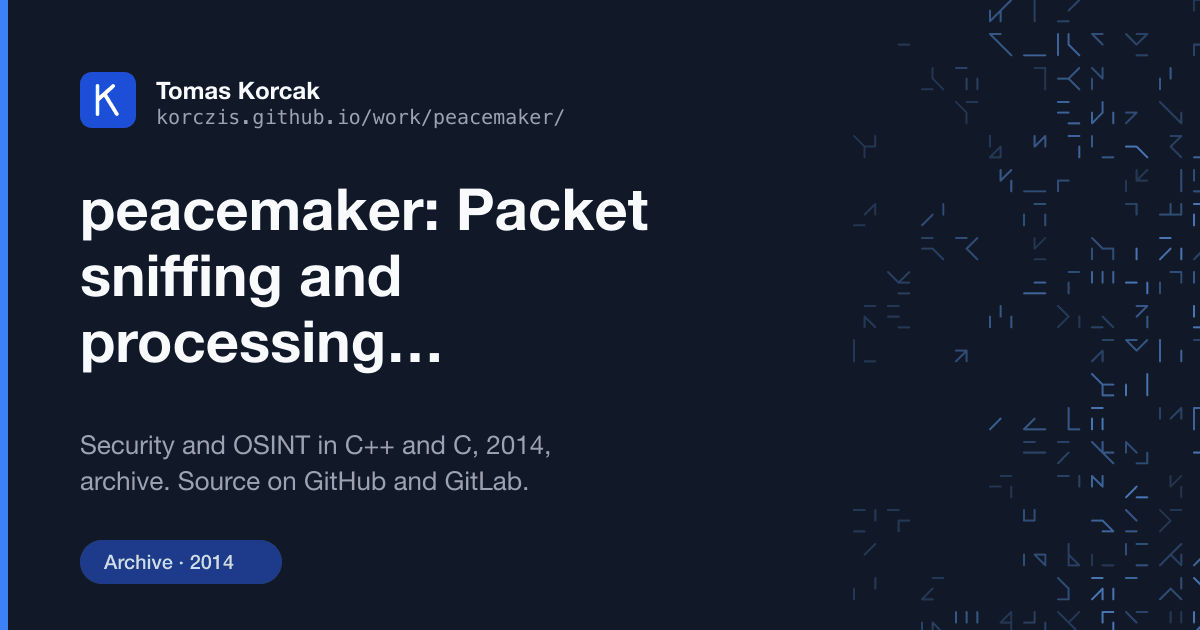 K
Tomas Korcak
korczis.github.io/work/peacemaker/
peacemaker: Packet
sniffing and
processing…
Security and OSINT in C++ and C, 2014,
archive. Source on GitHub and GitLab.
Archive · 2014